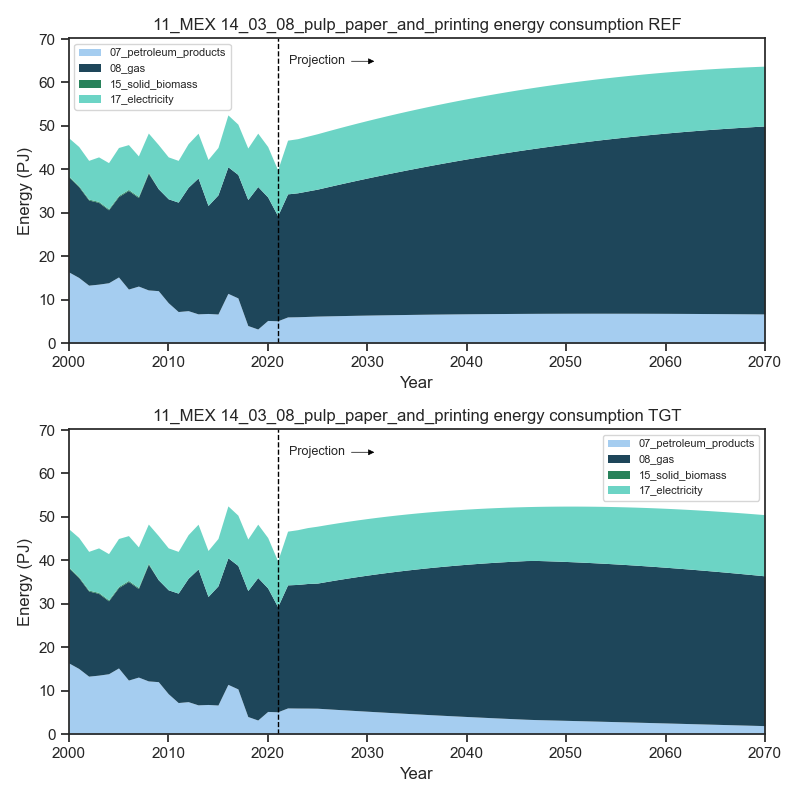 11_MEX 14_03_08_pulp_paper_and_printing energy consumption REF
70
60
50
40
30
20
10
0
Energy (PJ)
07_petroleum_products
08_gas
15_solid_biomass
17_electricity
Projection
2000 2010 2020 2030 2040 2050 2060 2070
Year
11_MEX 14_03_08_pulp_paper_and_printing energy consumption TGT
70
60
50
40
30
20
10
0
Energy (PJ)
Projection
07_petroleum_products
08_gas
15_solid_biomass
17_electricity
2000 2010 2020 2030 2040 2050 2060 2070
Year